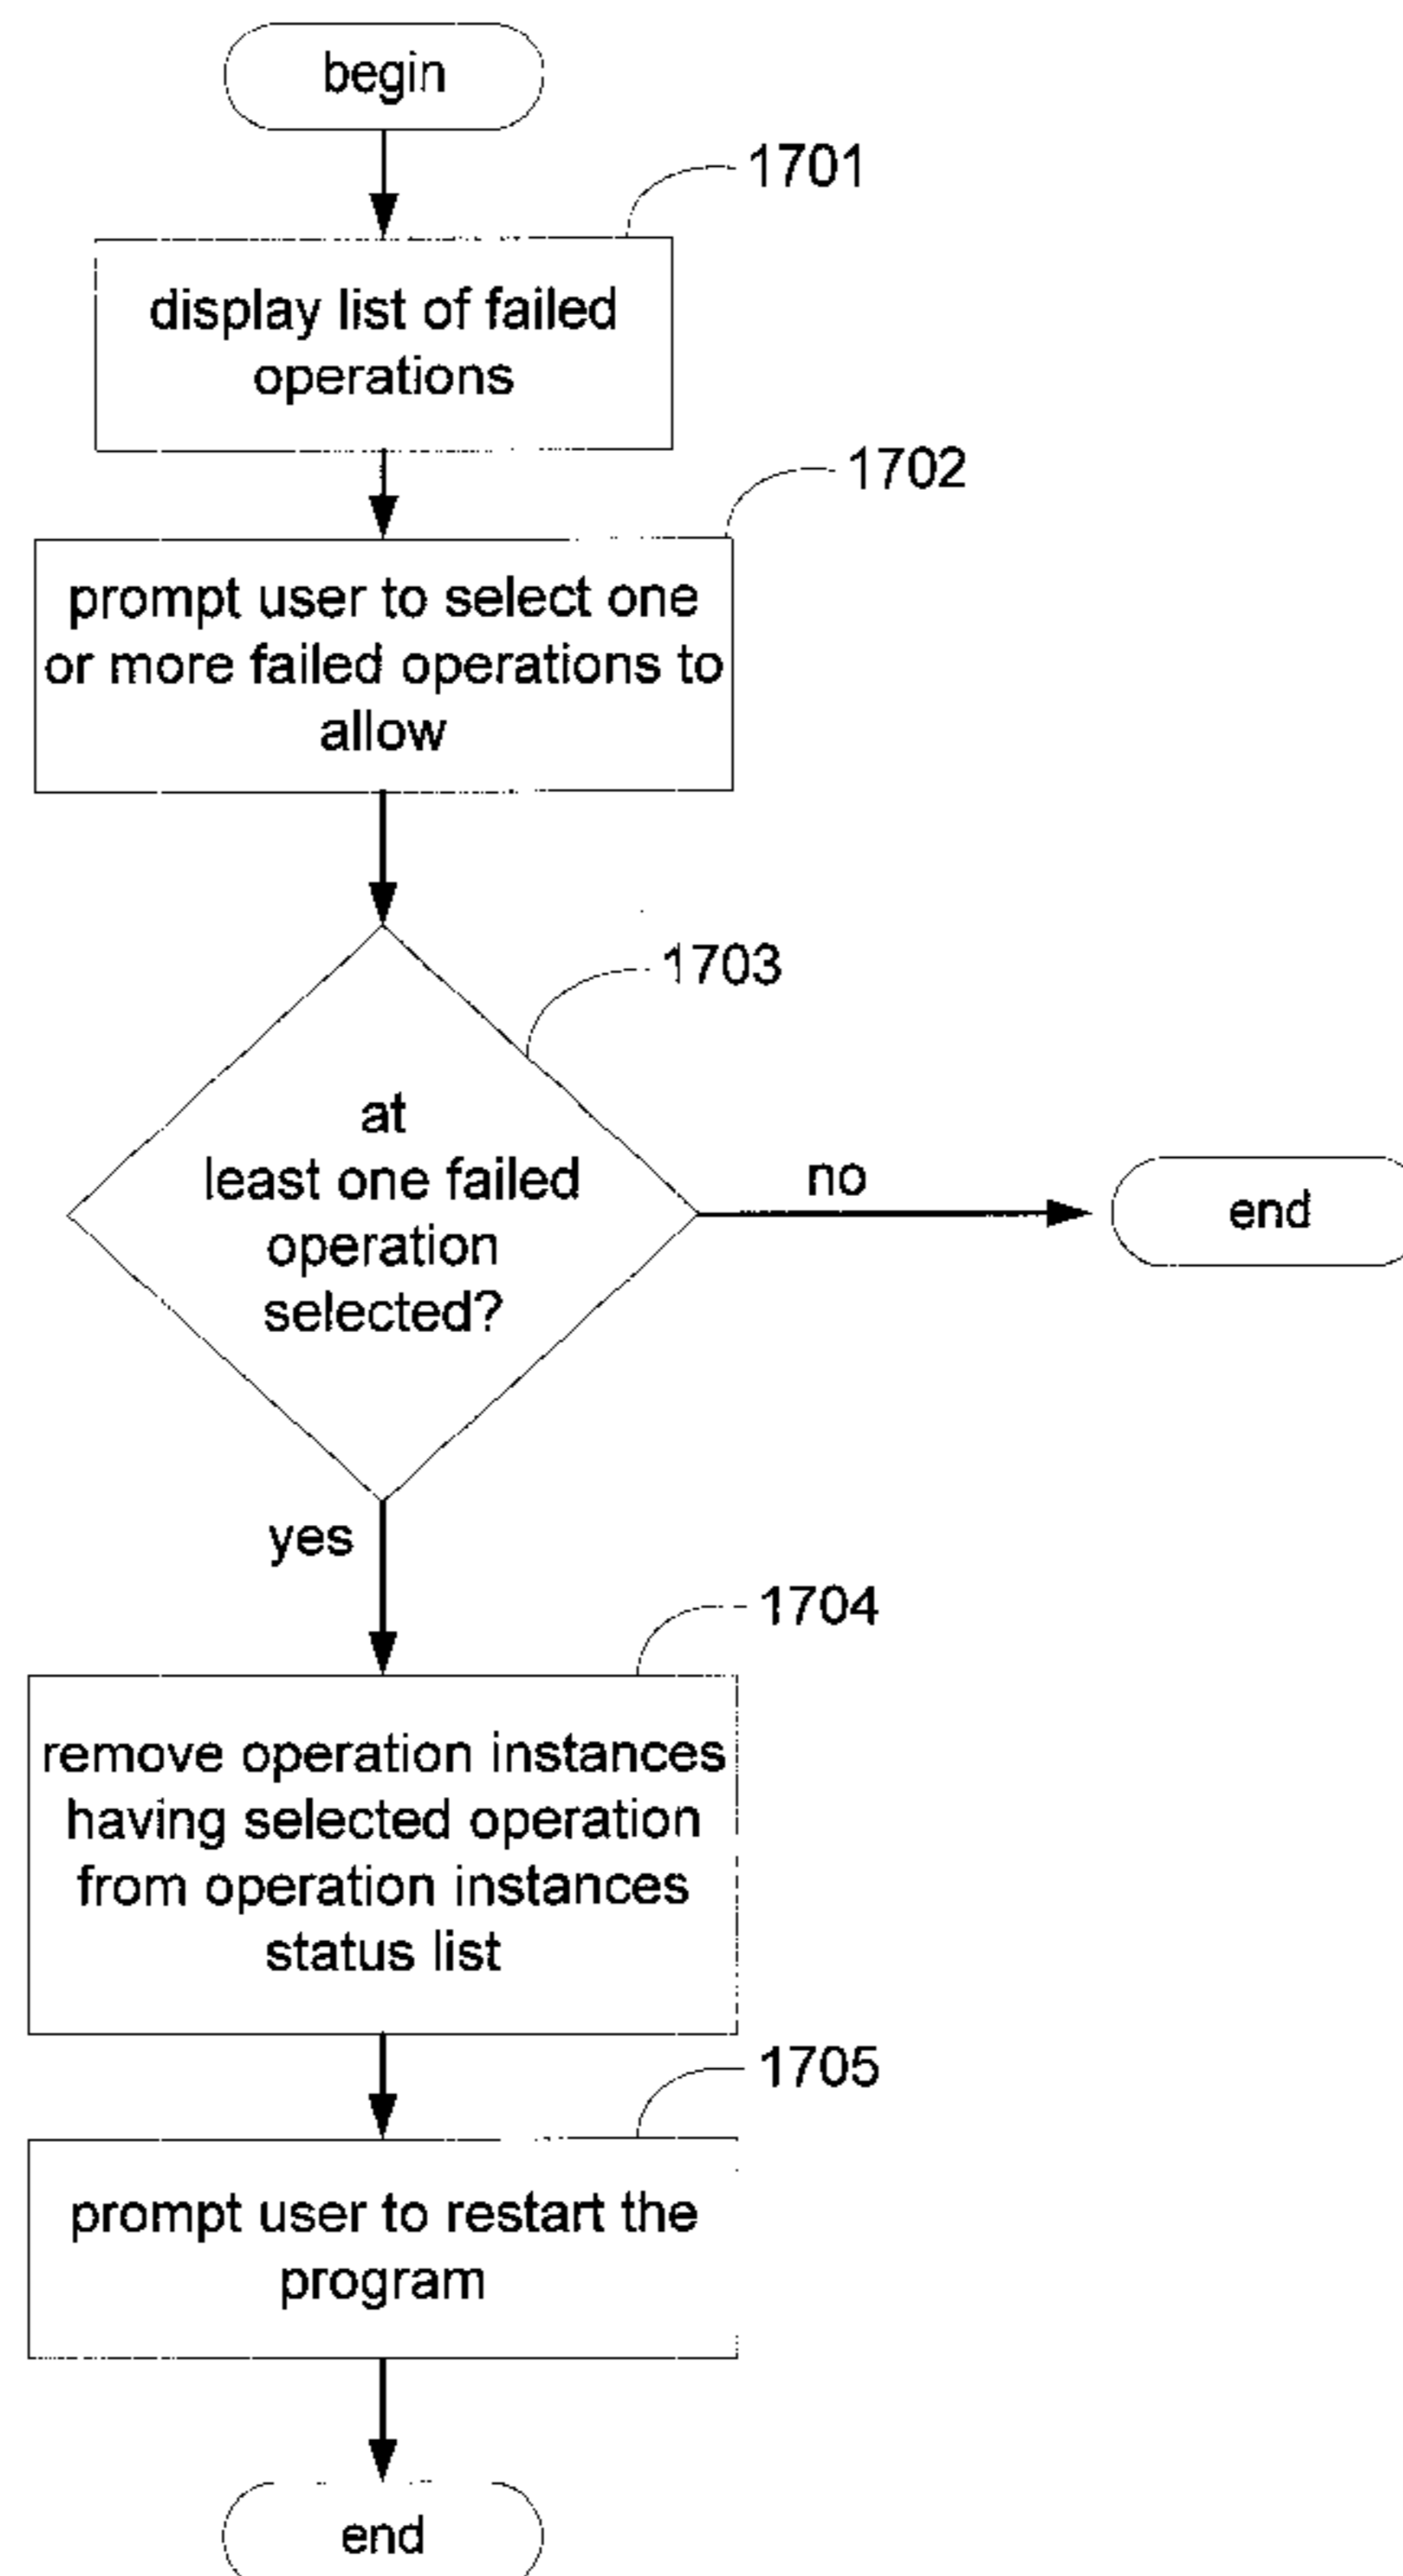 begin
1701
display list of failed
operations
1702
prompt user to select one
or more failed operations to
allow
1703
at
least one failed
operation
selected?
no
end
yes
1704
remove operation instances
having selected operation
from operation instances
status list
1705
prompt user to restart the
program
end